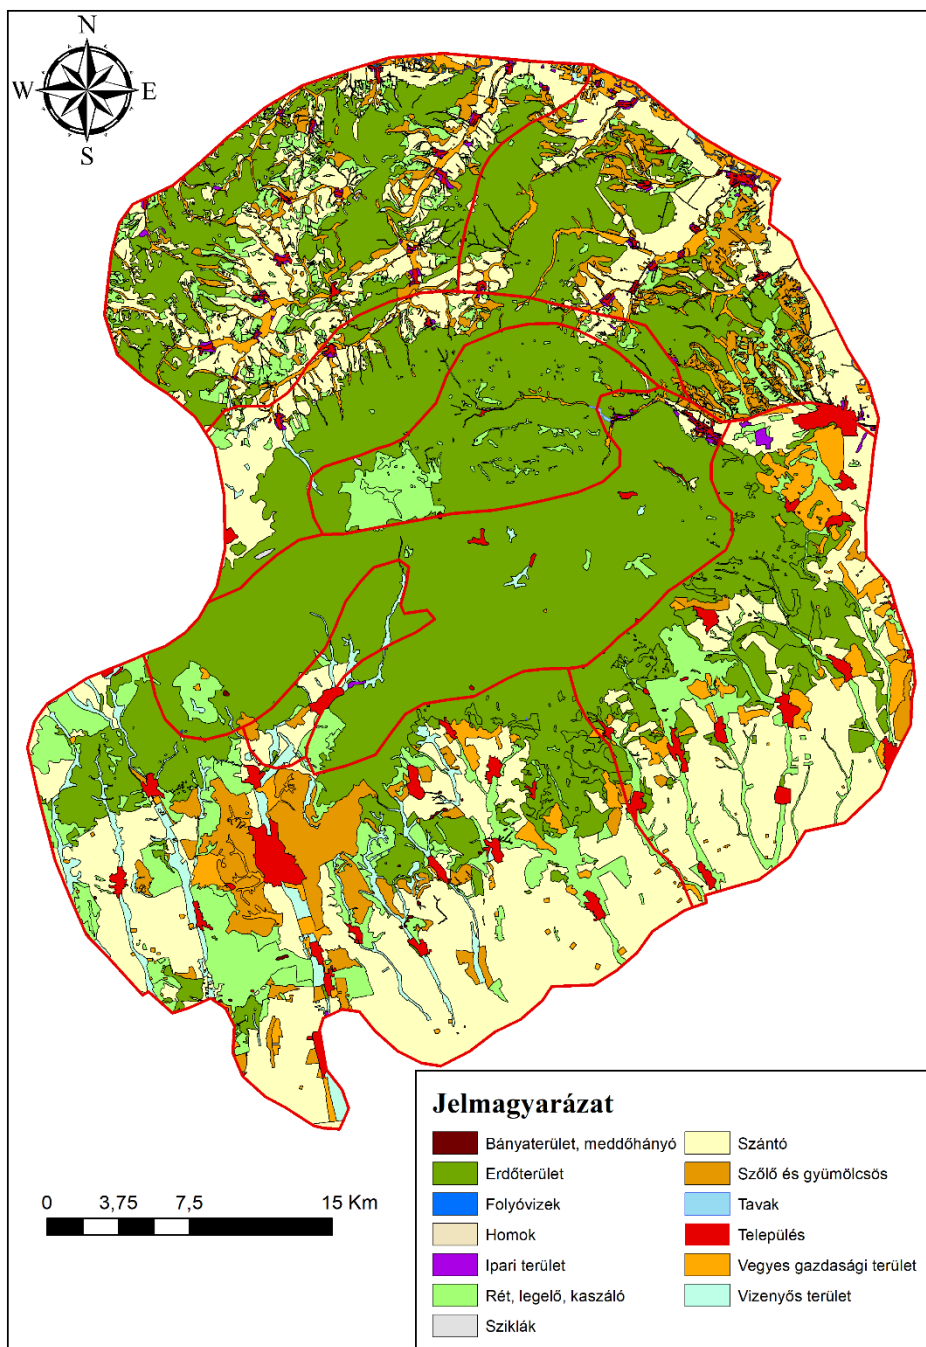 N
W E
S
Jelmagyarázat
Bányaterület, meddőhányó
Erdőterület
Folyóvizek
Homok
Ipari terület
Rét, legelő, kaszáló
Sziklák
Szántó
Szőlő és gyümölcsös
Tavak
Település
Vegyes gazdasági terület
Vizenyős terület
0 3,75 7,5 15 Km